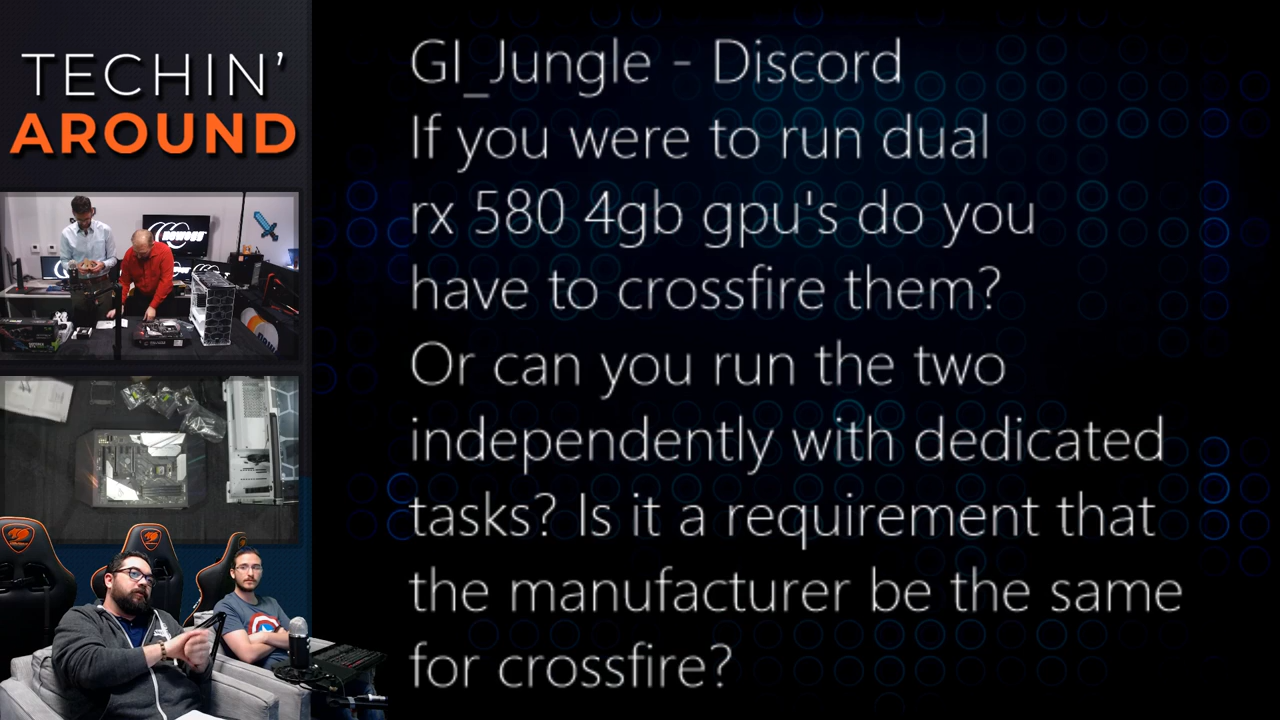 TECHIN'
AROUND
newegg
GI_Jungle - Discord
If you were to run dual
rx 580 4gb gpu's do you
have to crossfire them?
Or can you run the two
independently with dedicated
tasks? Is it a requirement that
the manufacturer be the same
for crossfire?